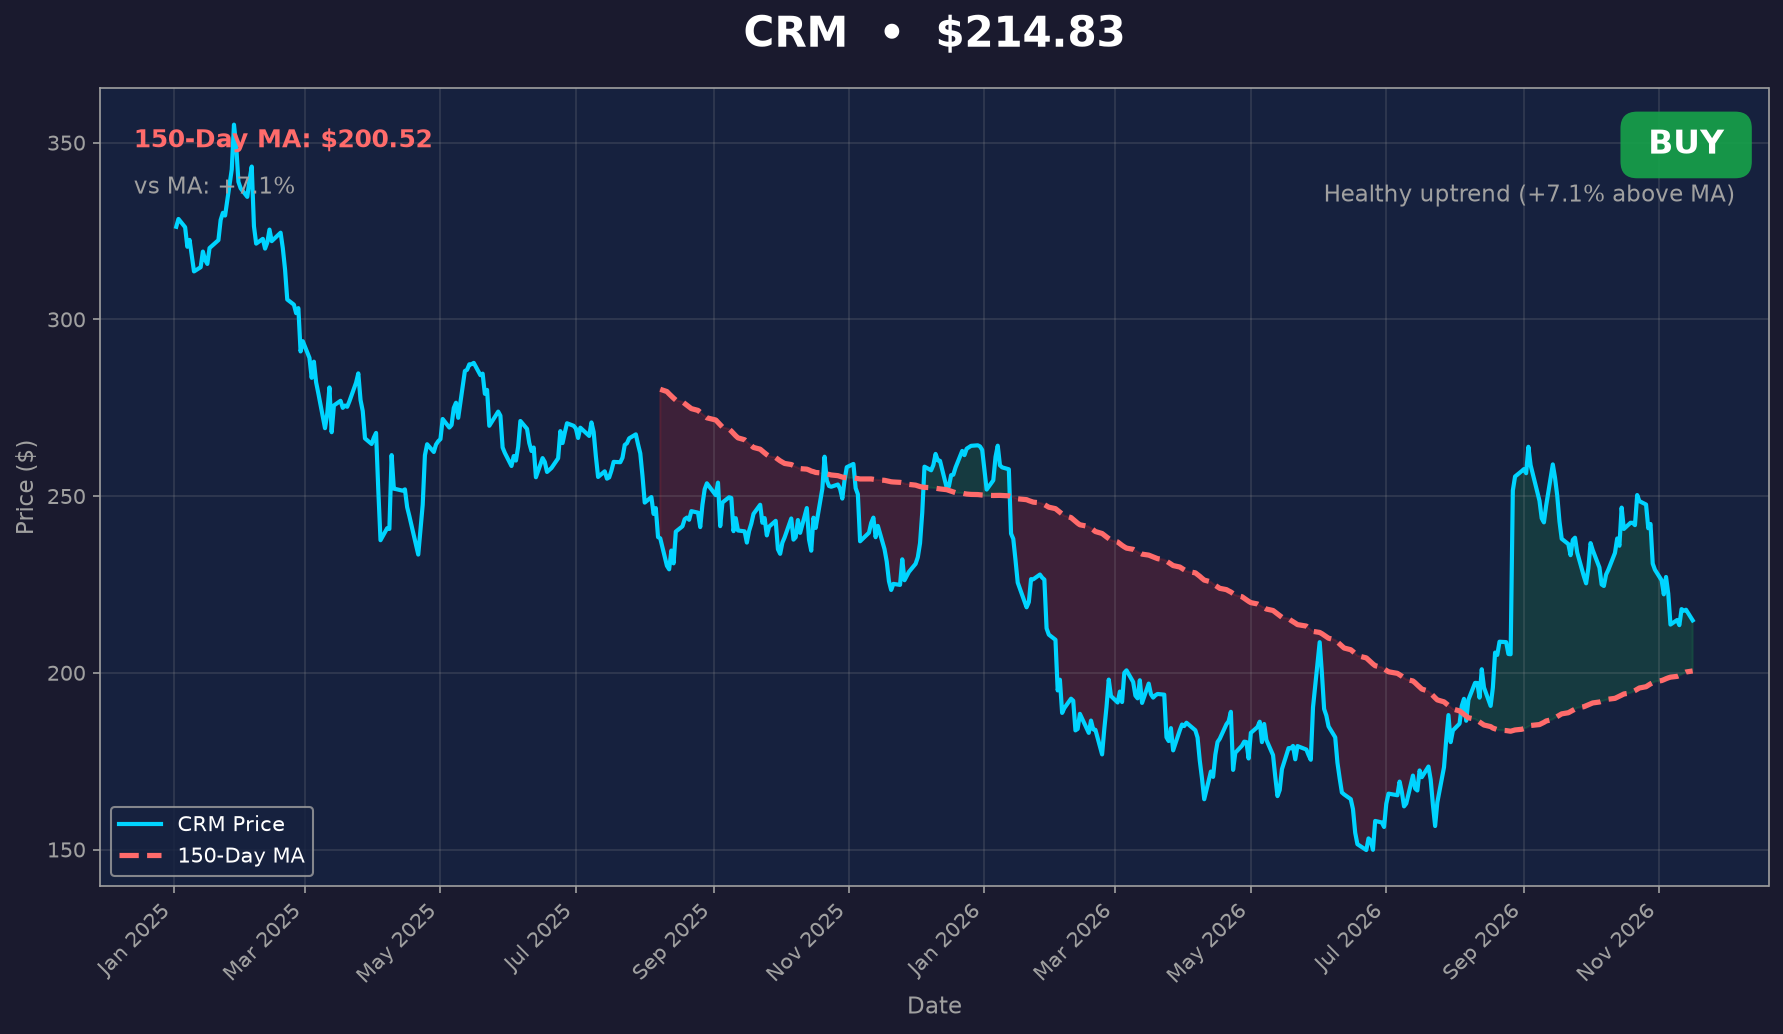 CRM • $214.83
150-Day MA: $200.52
vs MA: +7.1%
BUY
Healthy uptrend (+7.1% above MA)
Price ($)
350
300
250
200
150
CRM Price
150-Day MA
Jan 2025
Mar 2025
May 2025
Jul 2025
Sep 2025
Nov 2025
Jan 2026
Mar 2026
May 2026
Jul 2026
Sep 2026
Nov 2026
Date